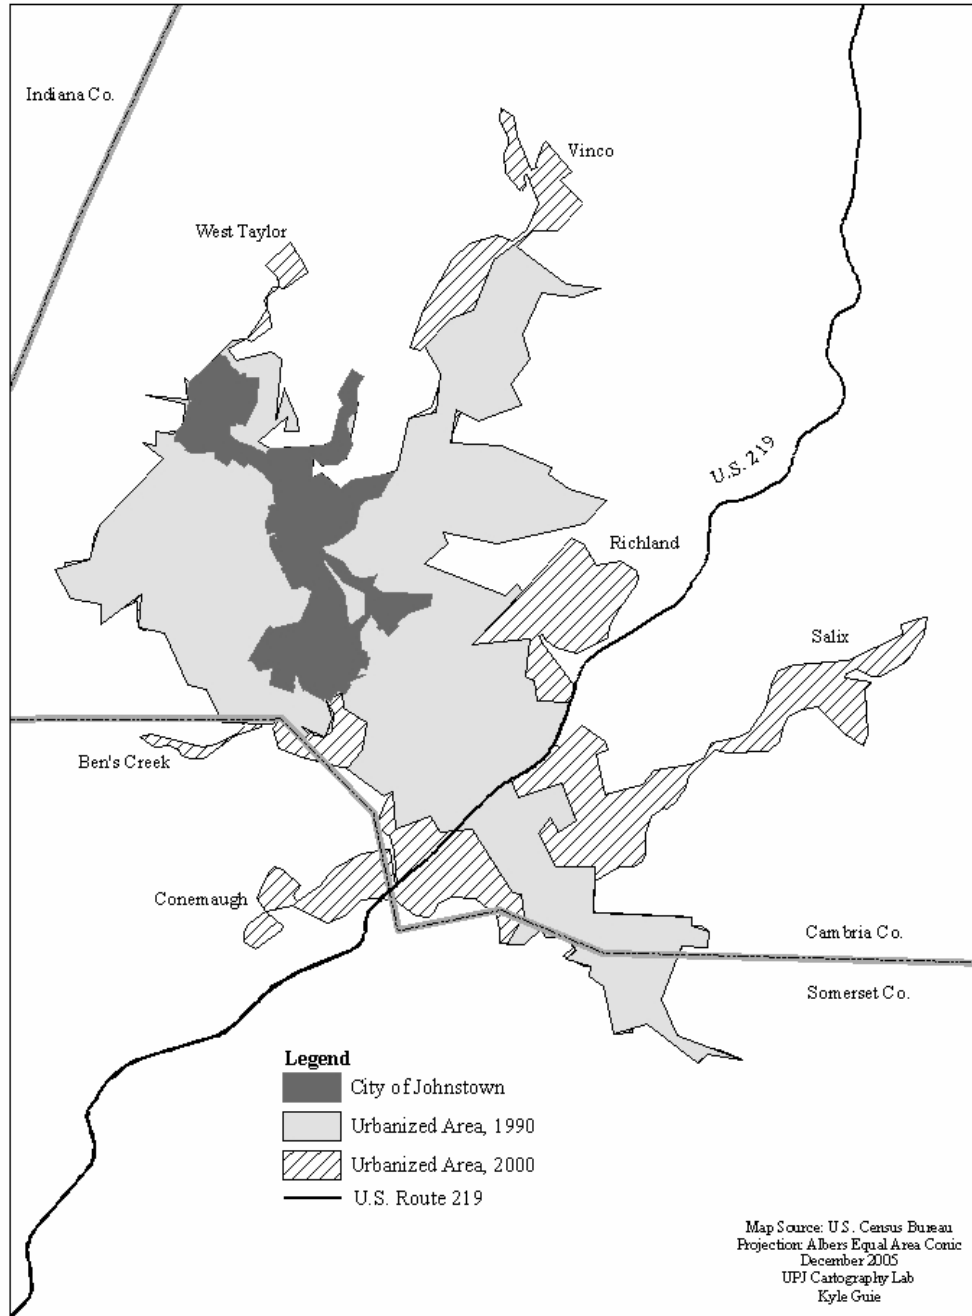 Indiana Co.
Vinco
West Taylor
U.S. 219
Richland
Salix
Ben's Creek
Conemaugh
Cambria Co.
Somerset Co.
Legend
City of Johnstown
Urbanized Area, 1990
Urbanized Area, 2000
U.S. Route 219
Map Source: U.S. Census Bureau
Projection: Albers Equal Area Conic
December 2005
UPJ Cartography Lab
Kyle Guie